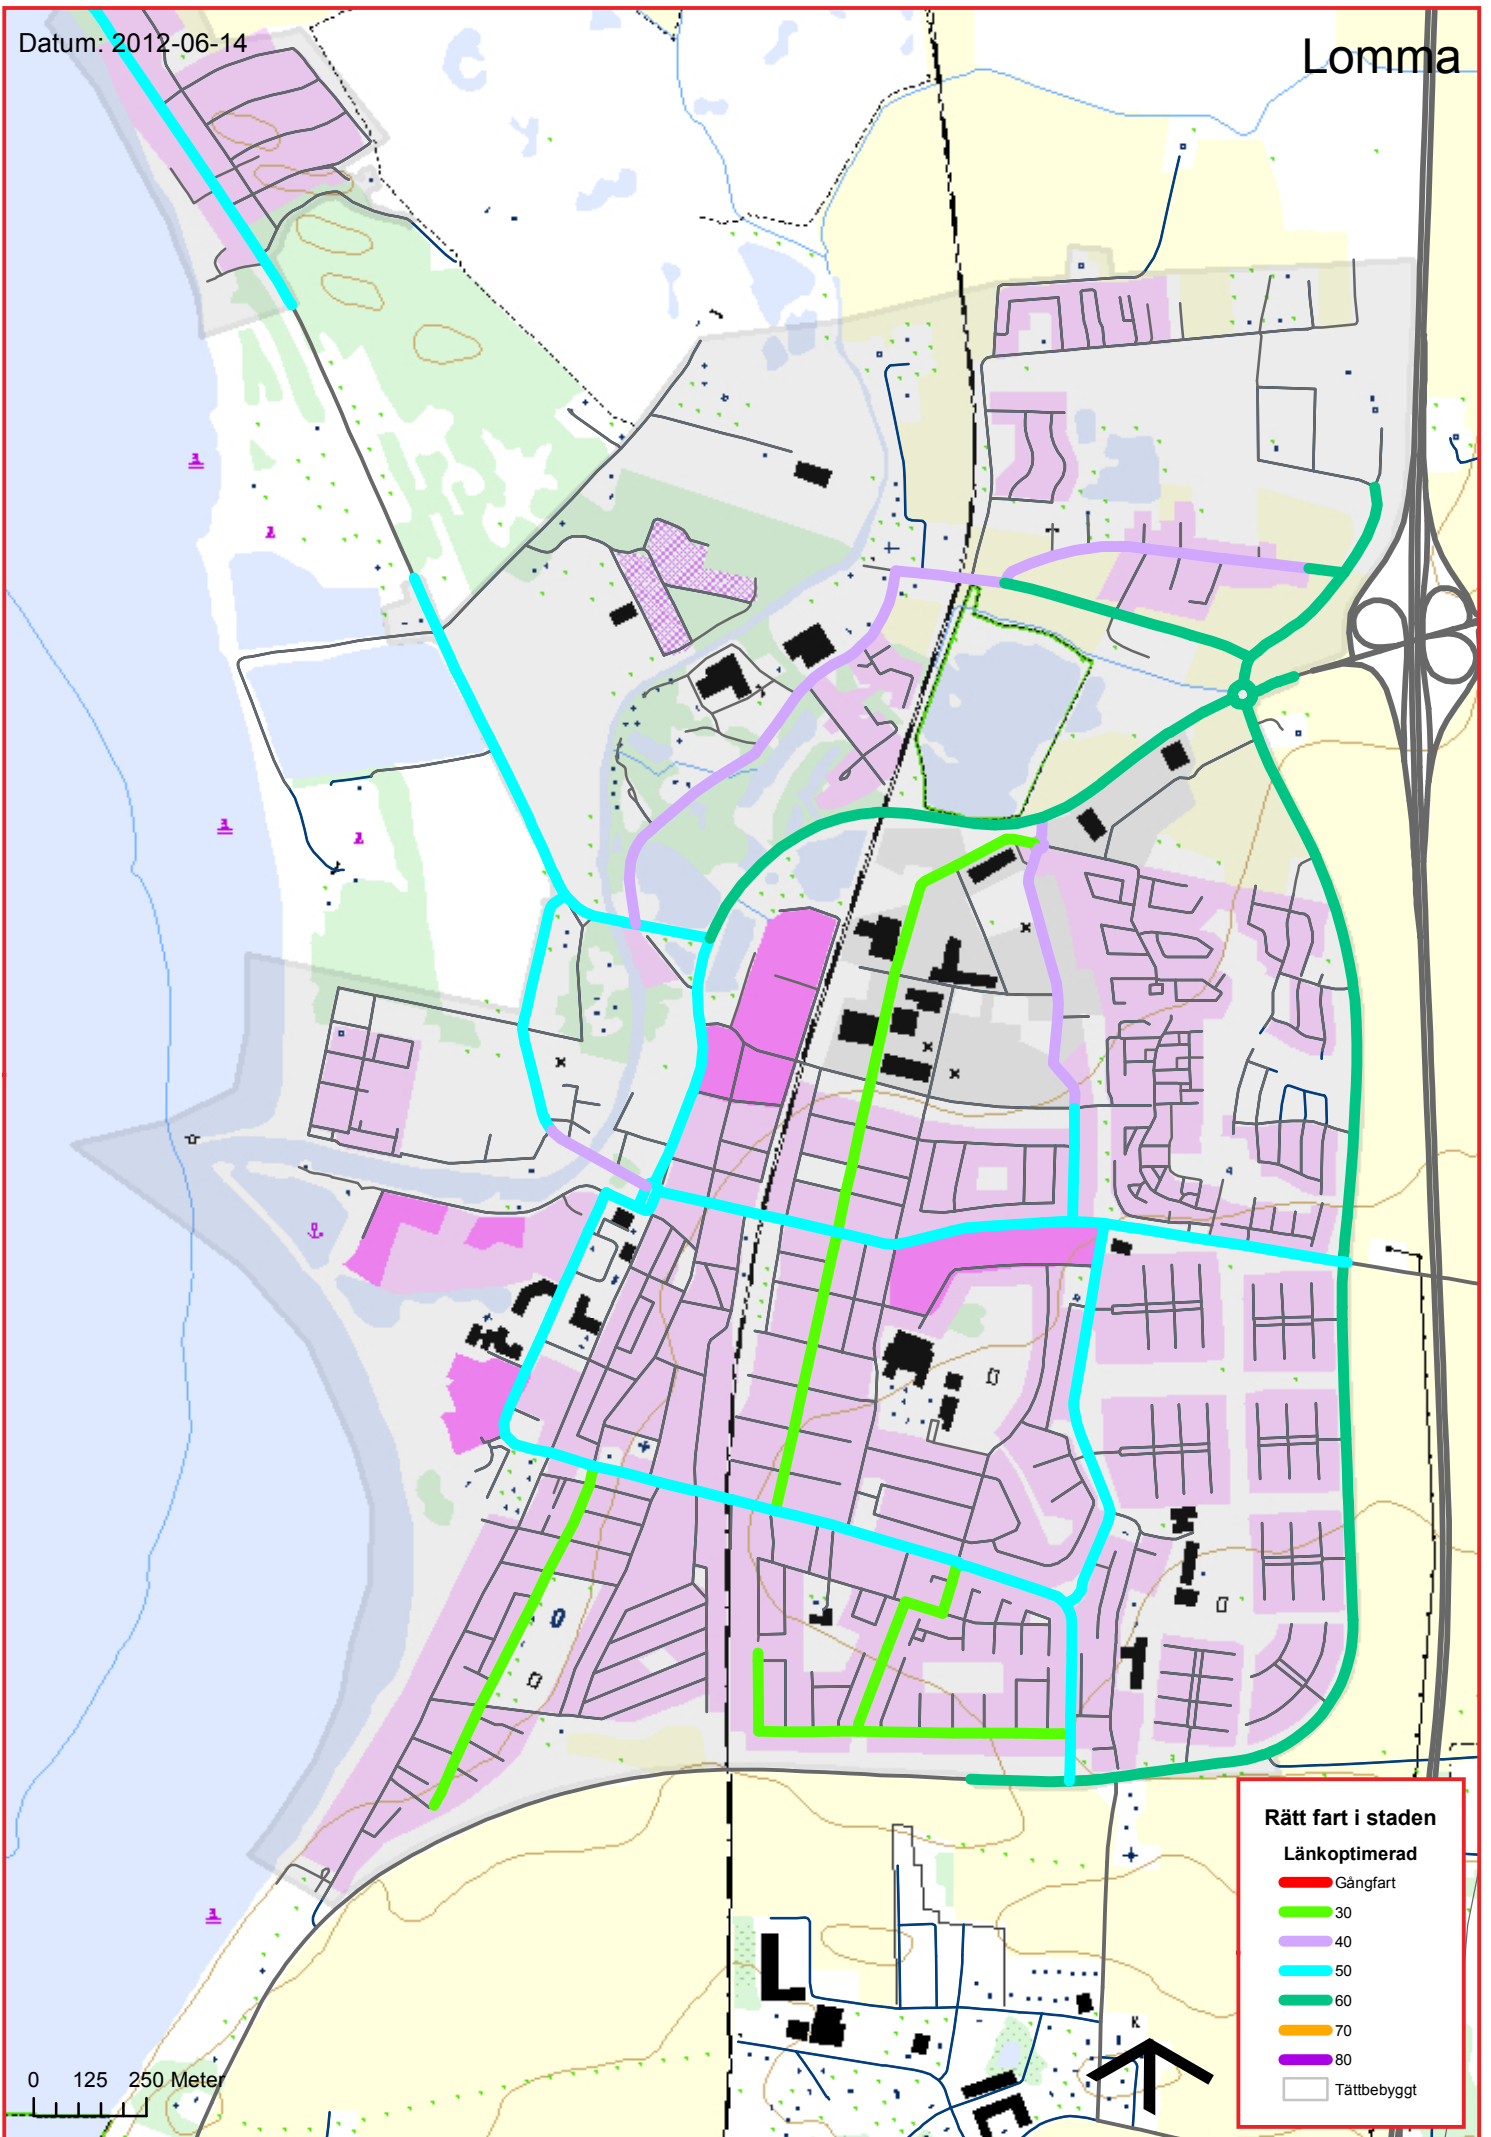 Datum: 2012-06-14
Lomma
Rätt fart i staden
Länkoptimerad
Gångfart
30
40
50
60
70
80
Tättbebyggt
K
0 125 250 Meter